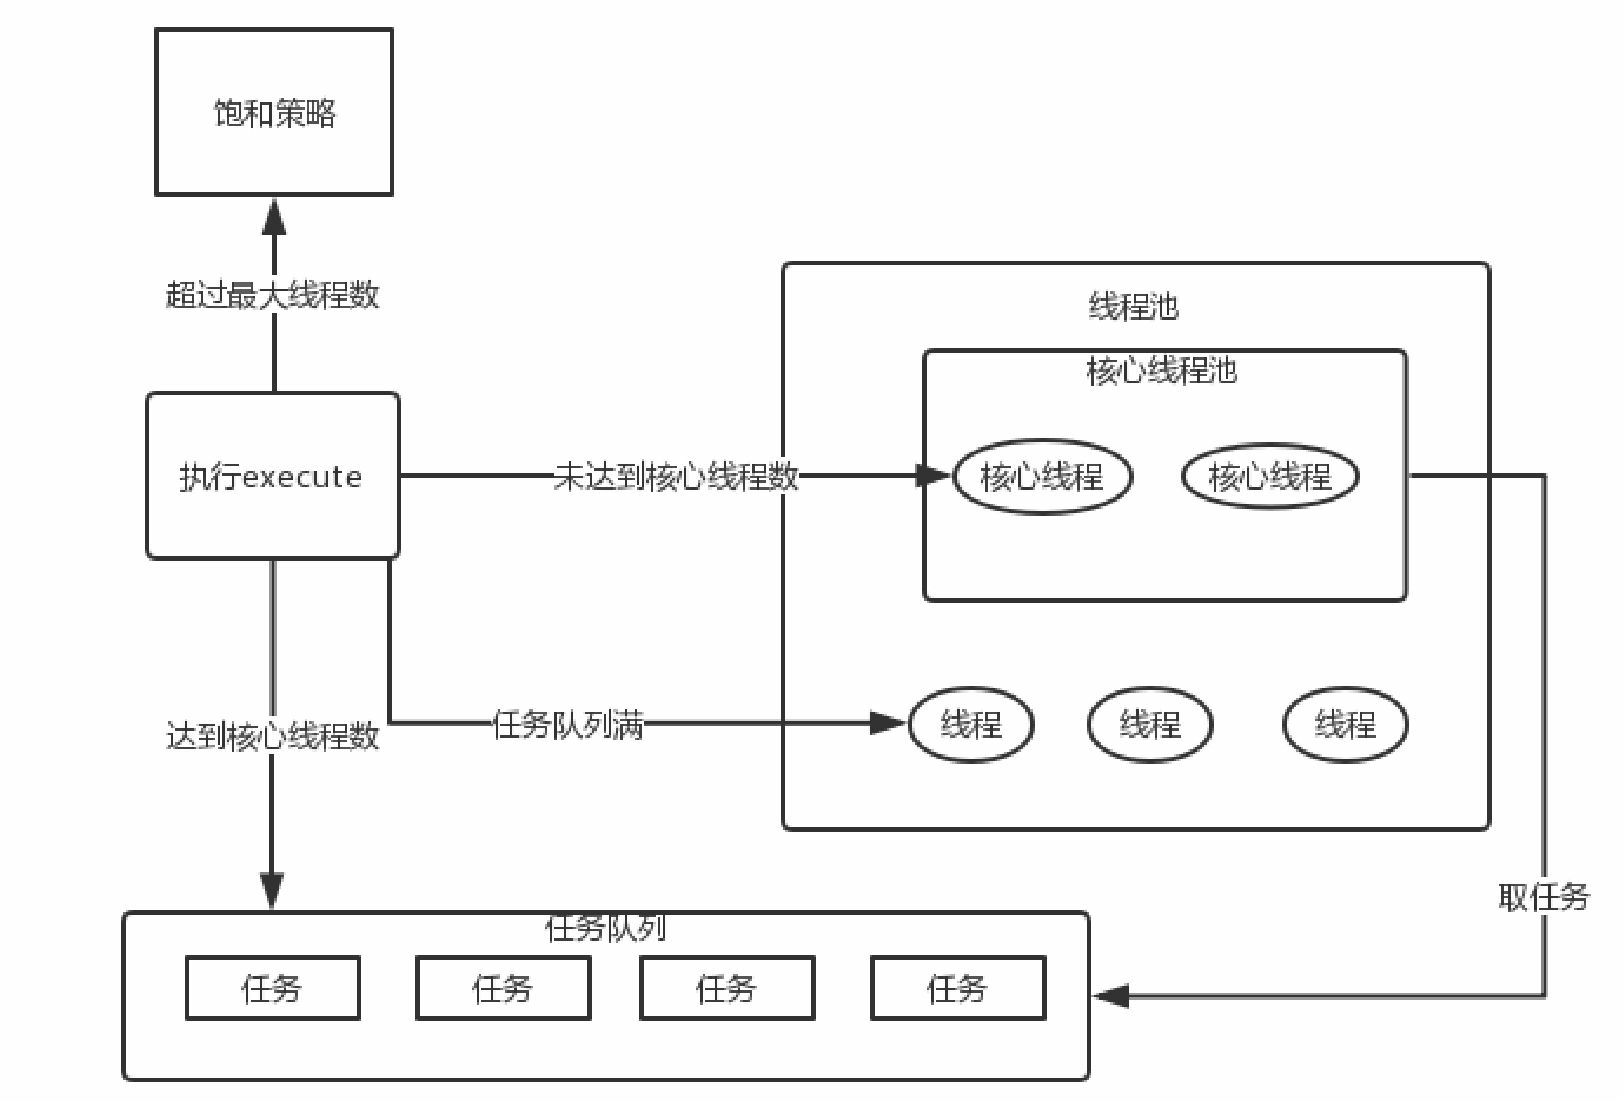 饱和策略
超过最大线程数
线程池
核心线程池
执行execute
未达到核心线程数
核心线程
核心线程
达到核心线程数
任务队列满
线程
线程
线程
取任务
任务队列
任务
任务
任务
任务